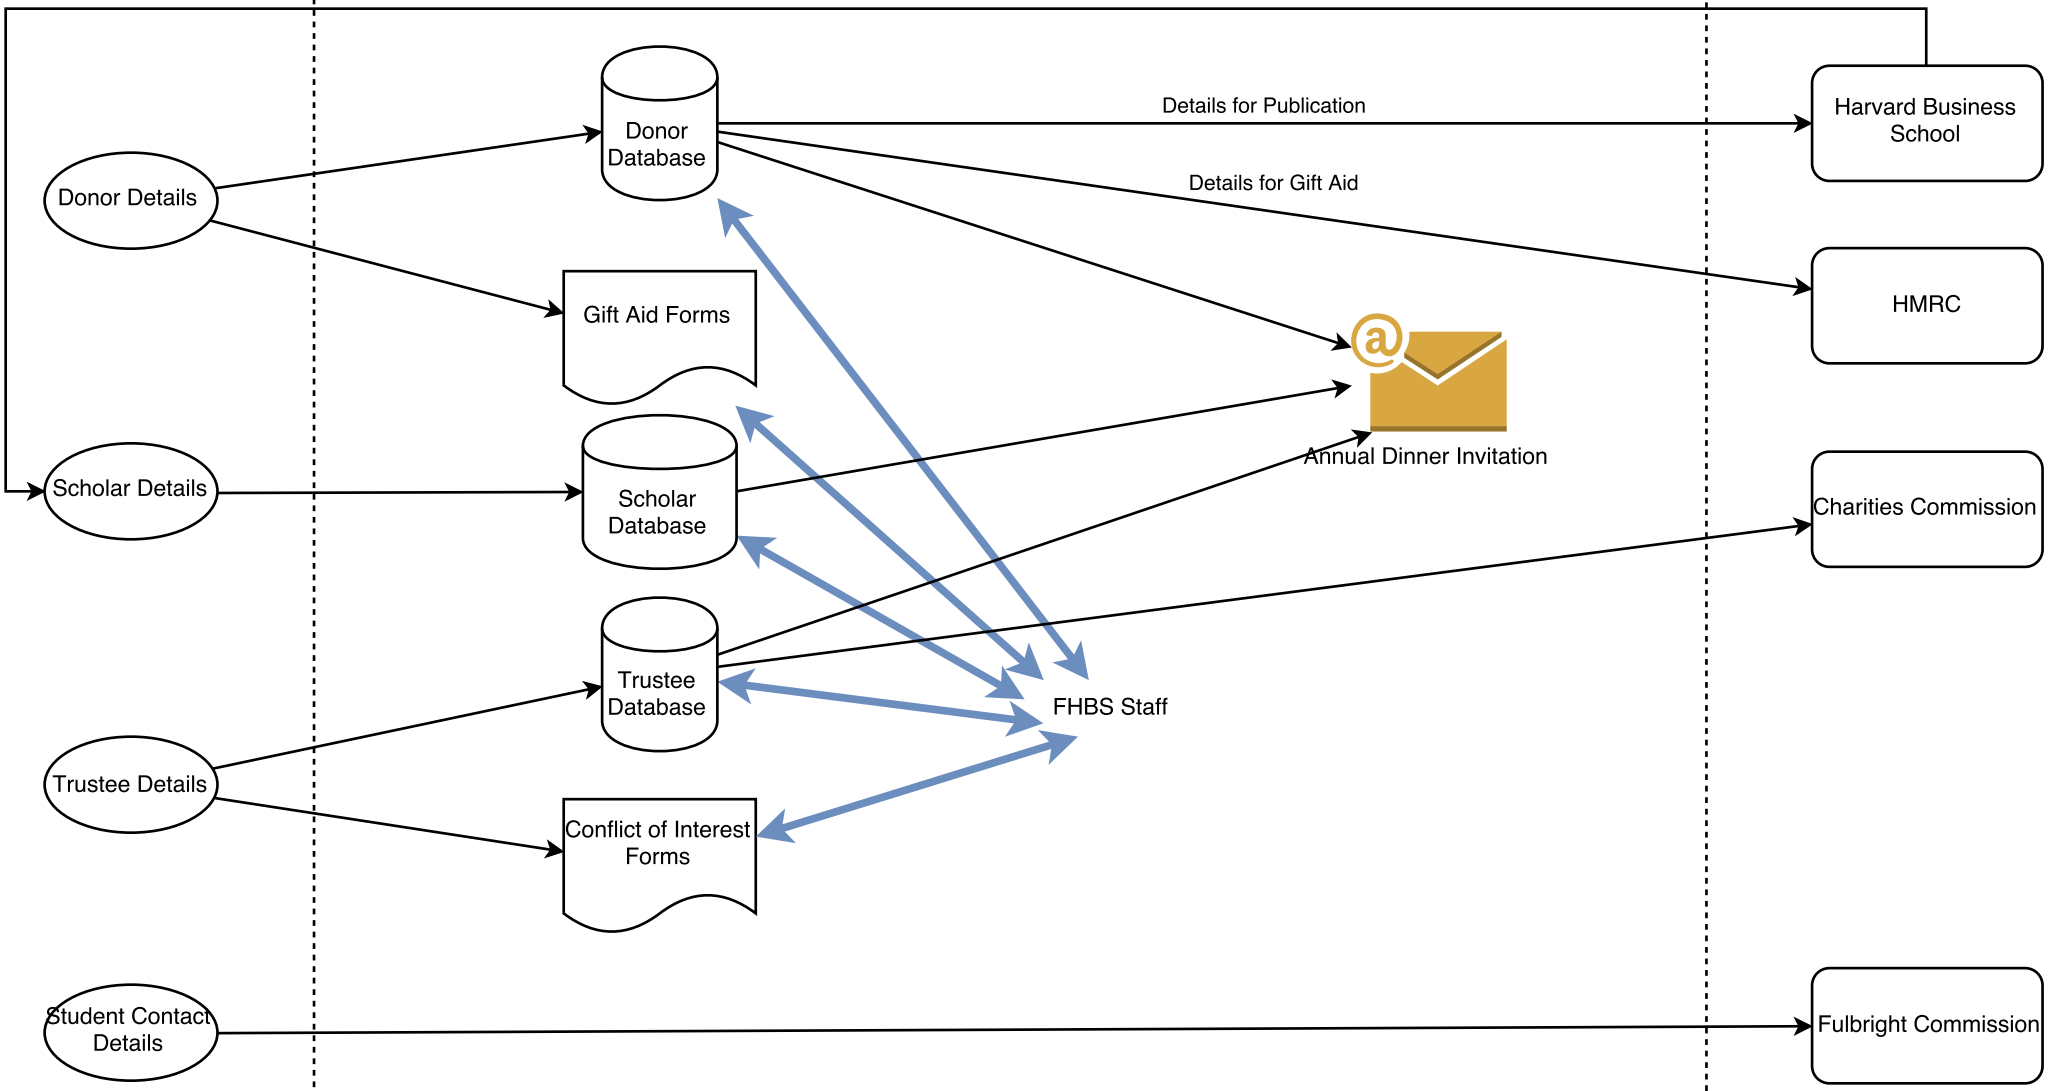 Details for Publication
Harvard Business
School
Donor
Database
Details for Gift Aid
Donor Details
Gift Aid Forms
HMRC
@
Annual Dinner Invitation
Scholar Details
Scholar
Database
Charities Commission
Trustee
Database
FHBS Staff
Trustee Details
Conflict of Interest
Forms
Student Contact
Details
Fulbright Commission